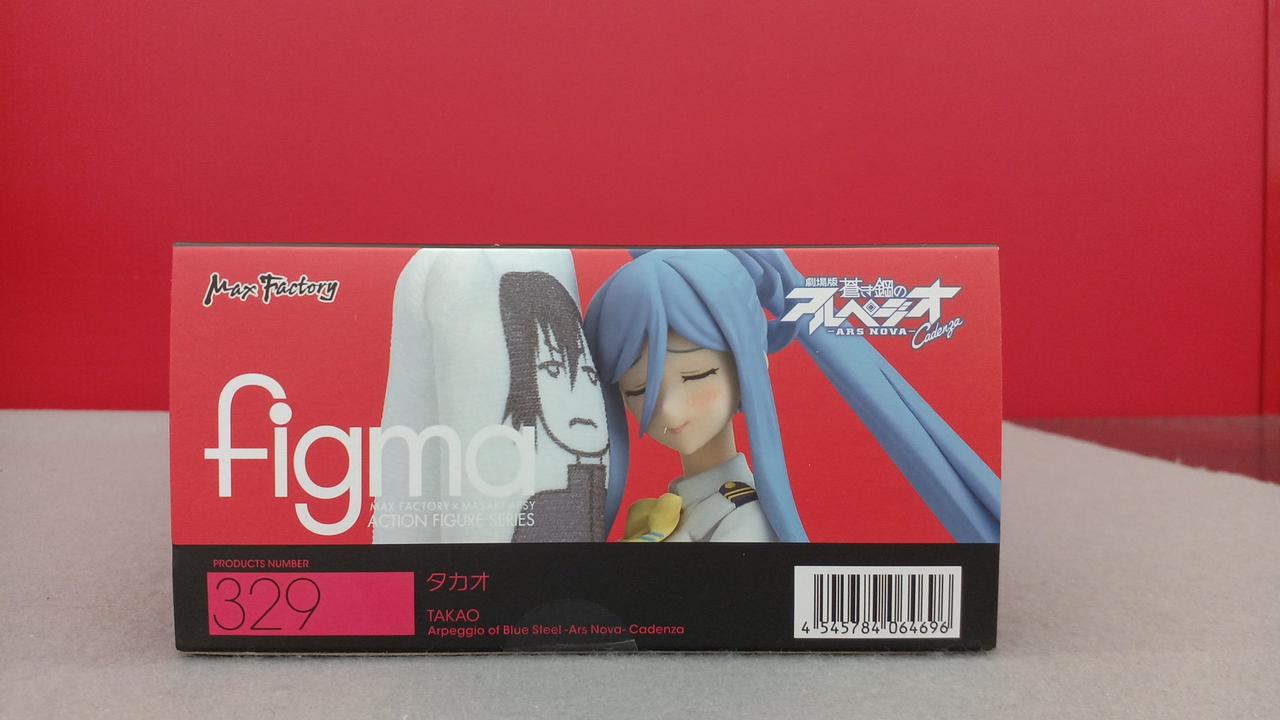 Max Factory
劇場版 蒼き鋼の
アルペジオ
-ARS NOVA-
Cadenza
figma
MAX FACTORY × MASAKI APSY
ACTION FIGURE SERIES
PRODUCTS NUMBER
329
タカオ
TAKAO
Arpeggio of Blue Steel -Ars Nova- Cadenza
4 545784 064696